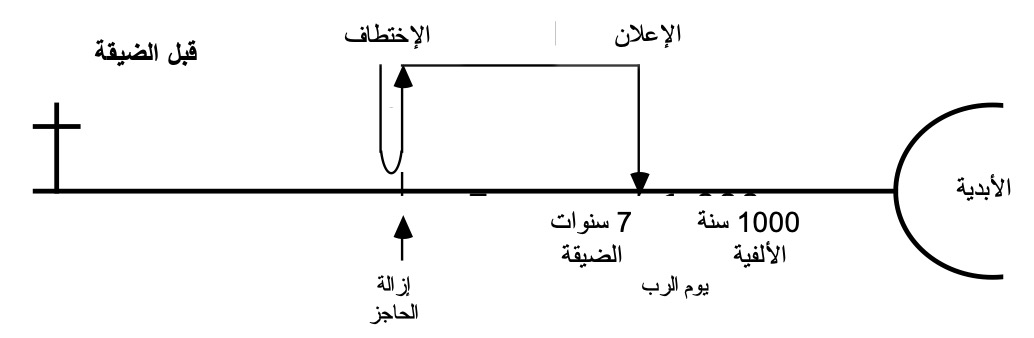 قبل الضيقة
الإختطاف
الإعلان
الأبدية
7 سنوات
الضيقة
1000 سنة
الألفية
إزالة
الحاجز
يوم الرب